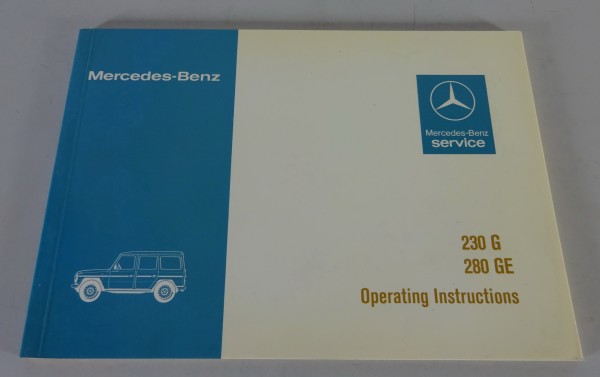 Mercedes-Benz
Mercedes-Benz
service
230 G
280 GE
Operating Instructions